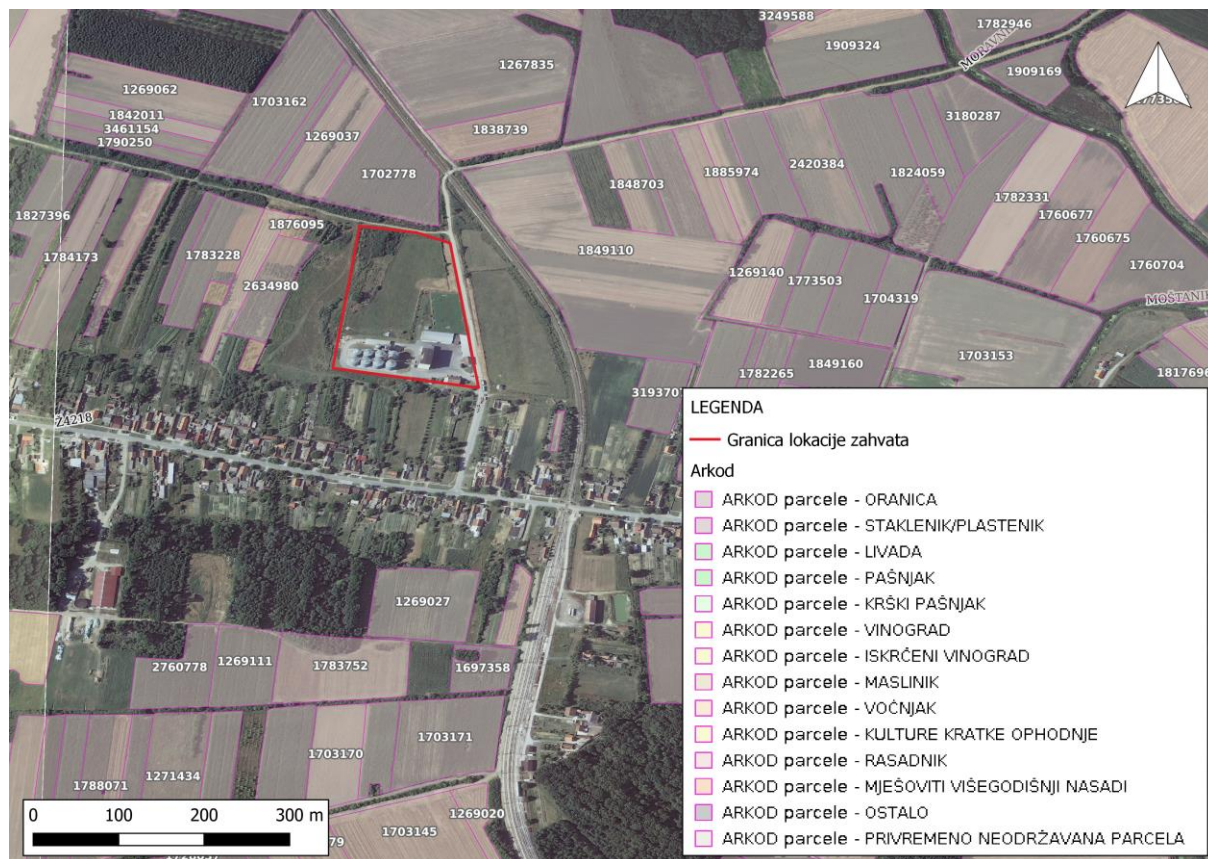 3249588
1782946
1909324
MORAVN
1267835
1909169
1269062
1703162
1842011
3461154
1269037
1838739
3180287
1790250
1702778
1885974
2420384
1848703
1824059
1827396
1876095
1782331
1784173
1783228
1849110
1760677
1760675
2634980
1269140
1773503
1760704
1704319
MOŠTANIK
1703153
1849160
1782265
1817696
319370
Ž4218
1269027
2760778
1269111
1783752
1697358
1703170
1703171
1788071
1271434
1269020
1703145
0 100 200 300 m
LEGENDA
Granica lokacije zahvata
Arkod
ARKOD parcele - ORANICA
ARKOD parcele - STAKLENIK/PLASTENIK
ARKOD parcele - LIVADA
ARKOD parcele - PAŠNJAK
ARKOD parcele - KRŠKI PAŠNJAK
ARKOD parcele - VINOGRAD
ARKOD parcele - ISKRČENI VINOGRAD
ARKOD parcele - MASLINIK
ARKOD parcele - VOĆNJAK
ARKOD parcele - KULTURE KRATKE OPHODNJE
ARKOD parcele - RASADNIK
ARKOD parcele - MJEŠOVITI VIŠEGODIŠNJI NASADI
ARKOD parcele - OSTALO
ARKOD parcele - PRIVREMENO NEODRŽAVANA PARCELA